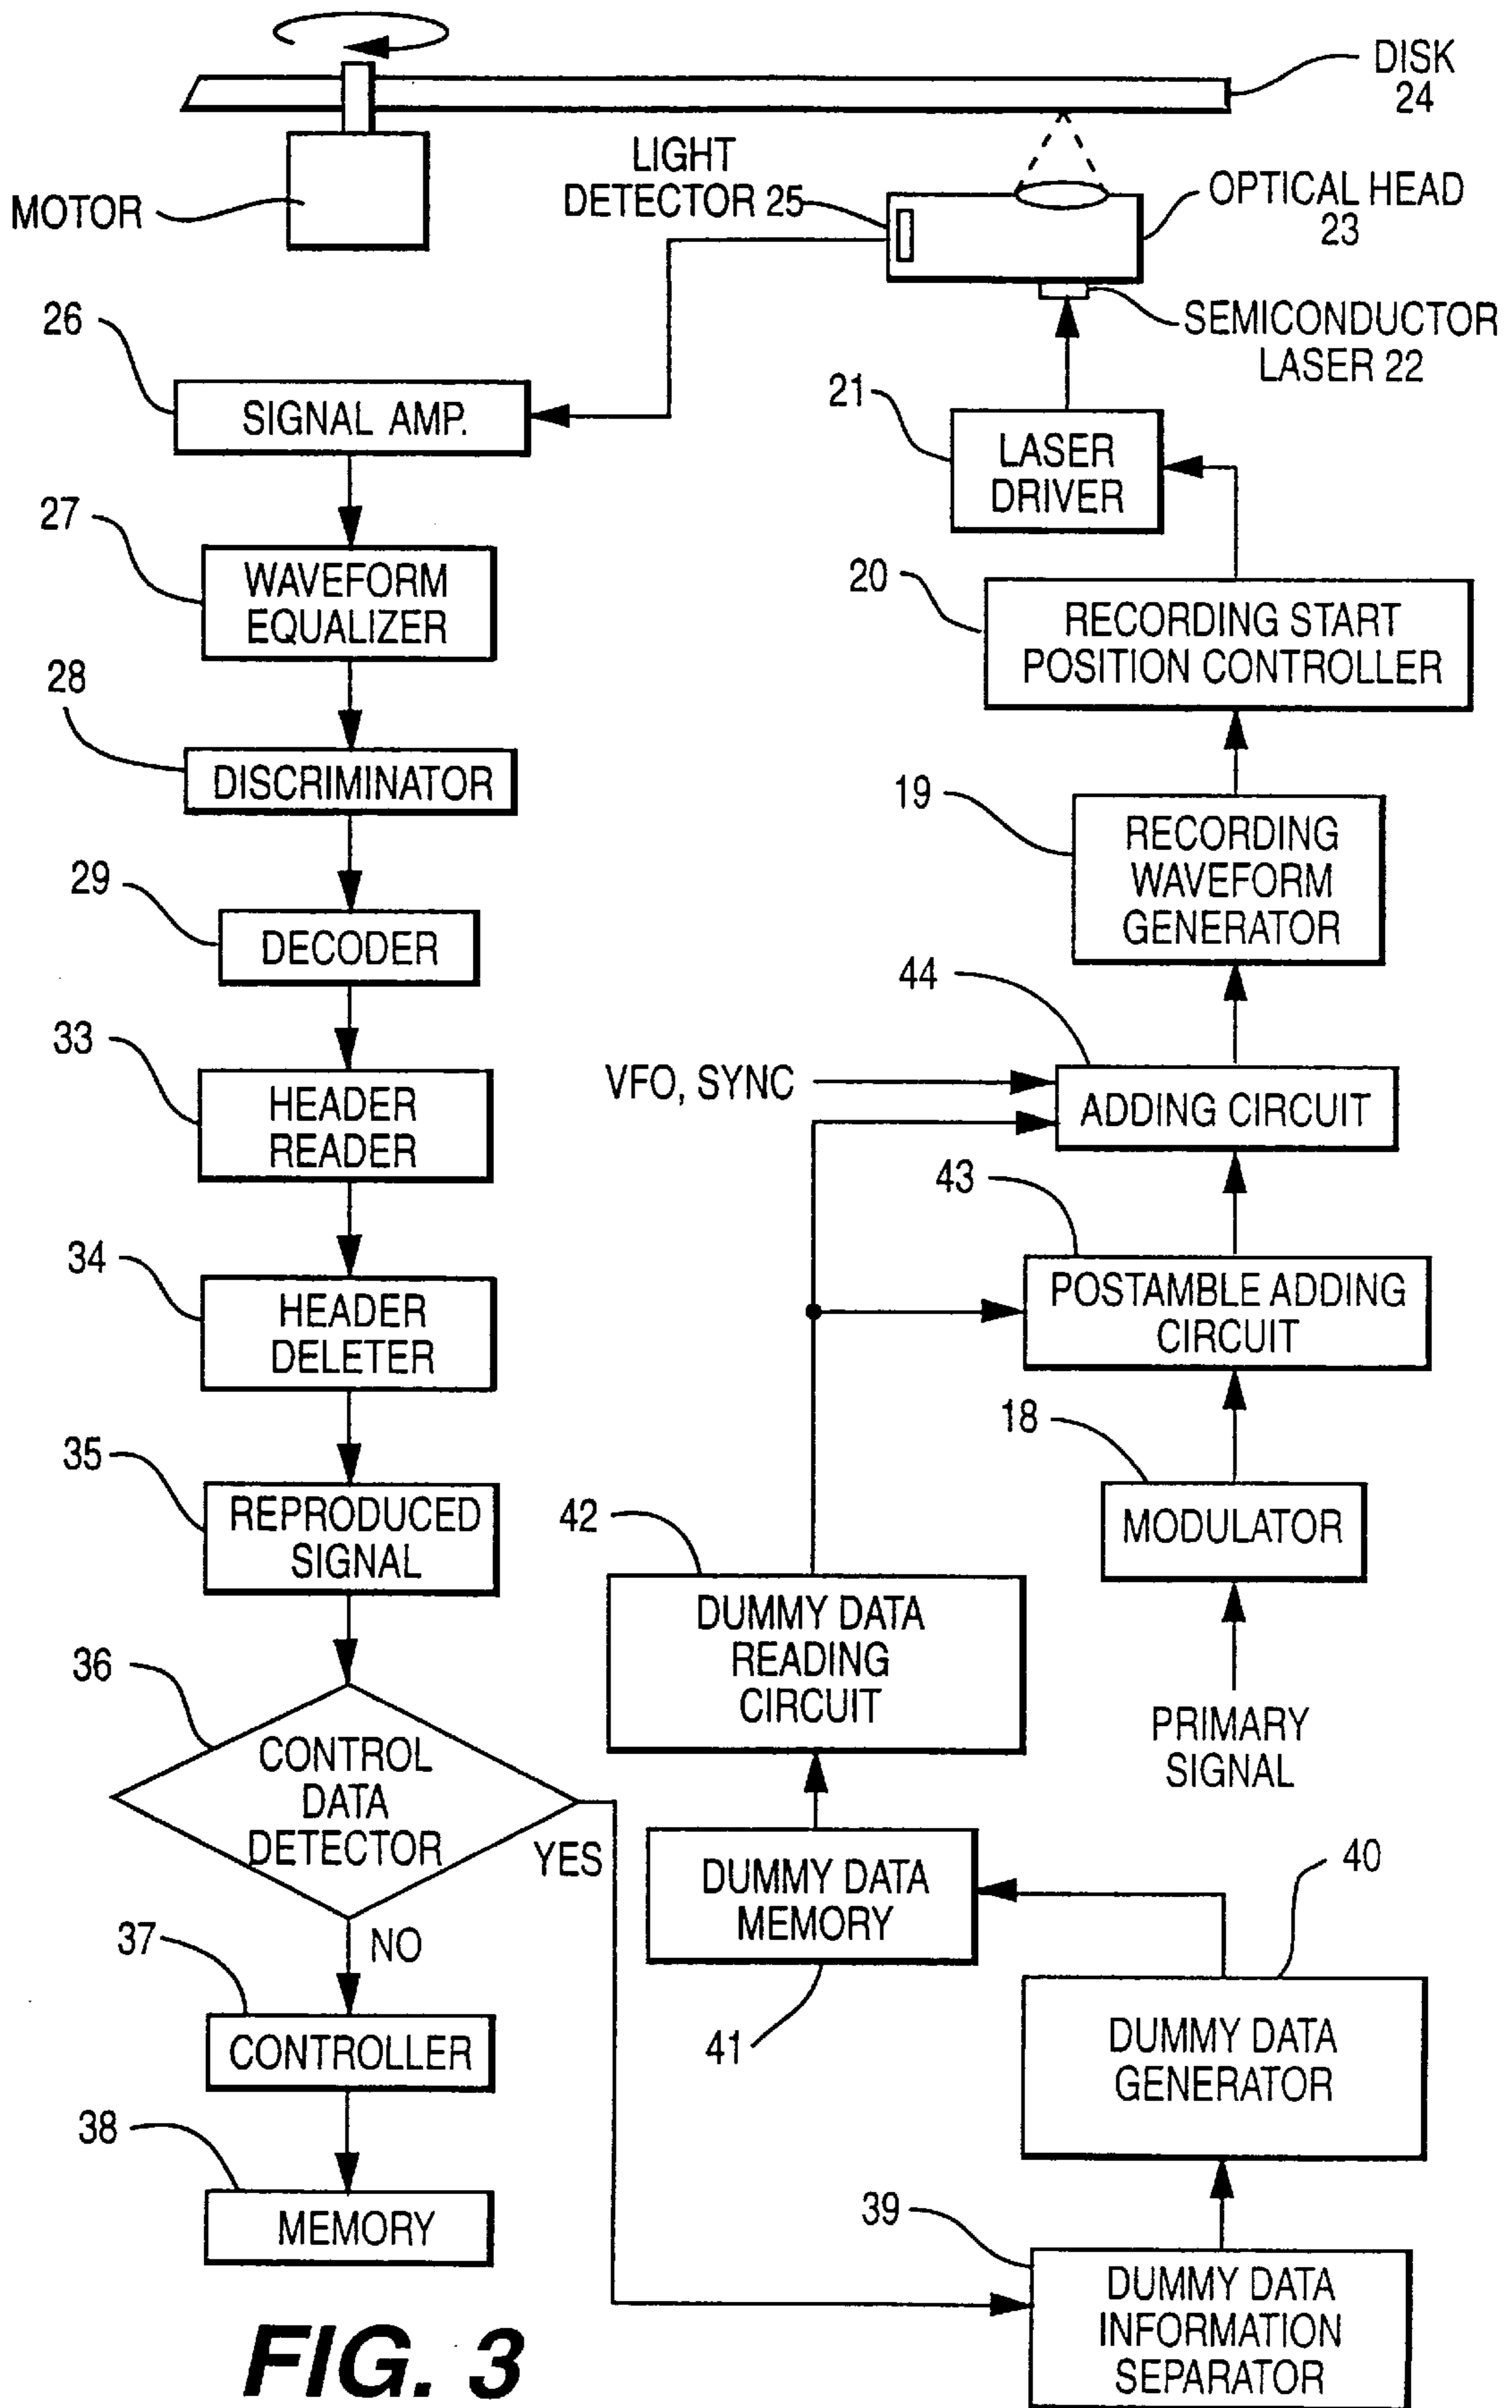 DISK
24
LIGHT
DETECTOR 25
MOTOR
OPTICAL HEAD
23
SEMICONDUCTOR
LASER 22
26
SIGNAL AMP.
21
LASER
DRIVER
27
WAVEFORM
EQUALIZER
20
RECORDING START
POSITION CONTROLLER
28
DISCRIMINATOR
19
RECORDING
WAVEFORM
GENERATOR
29
DECODER
44
VFO, SYNC
ADDING CIRCUIT
33
HEADER
READER
43
POSTAMBLE ADDING
CIRCUIT
34
HEADER
DELETER
18
MODULATOR
35
REPRODUCED
SIGNAL
42
DUMMY DATA
READING
CIRCUIT
PRIMARY
SIGNAL
36
CONTROL
DATA
DETECTOR
YES
NO
DUMMY DATA
MEMORY
41
40
DUMMY DATA
GENERATOR
37
CONTROLLER
38
MEMORY
39
DUMMY DATA
INFORMATION
SEPARATOR
FIG. 3